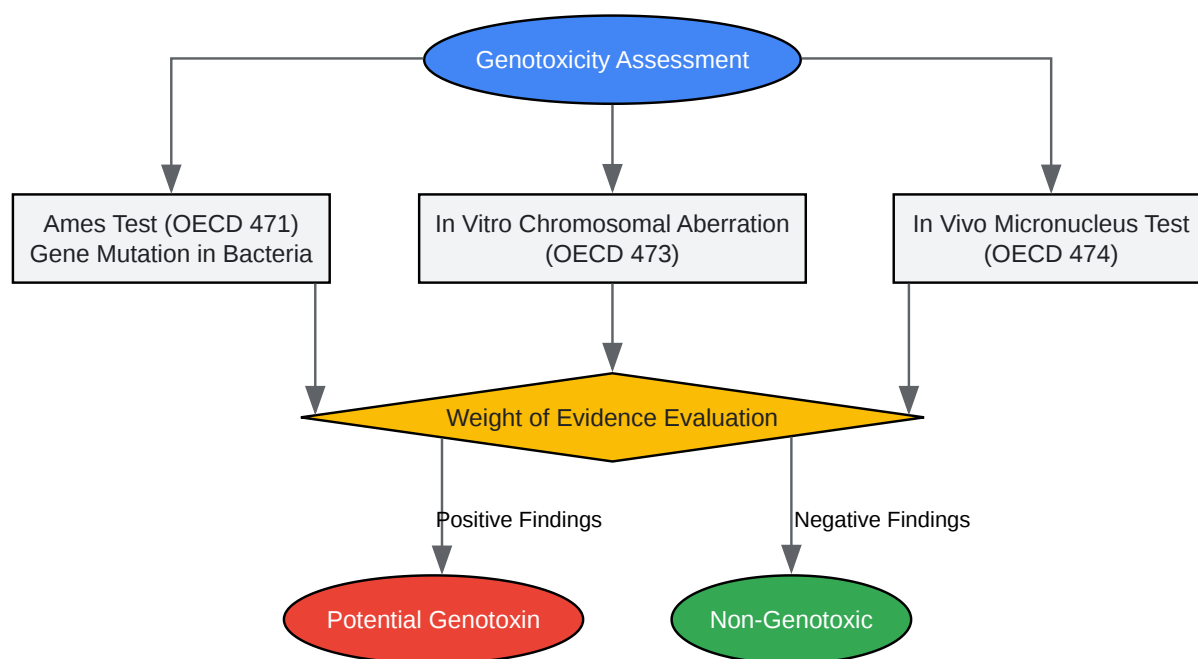 Genotoxicity Assessment
Ames Test (OECD 471)
Gene Mutation in Bacteria
In Vitro Chromosomal Aberration
(OECD 473)
In Vivo Micronucleus Test
(OECD 474)
Weight of Evidence Evaluation
Positive Findings
Negative Findings
Potential Genotoxin
Non-Genotoxic